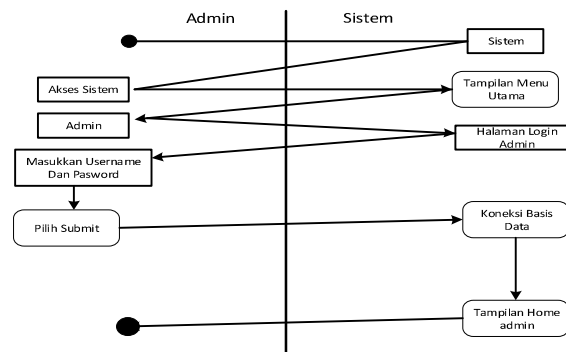 Admin
Sistem
Sistem
Akses Sistem
Tampilan Menu
Utama
Admin
Halaman Login
Admin
Masukkan Username
Dan Pasword
Pilih Submit
Koneksi Basis
Data
Tampilan Home
admin